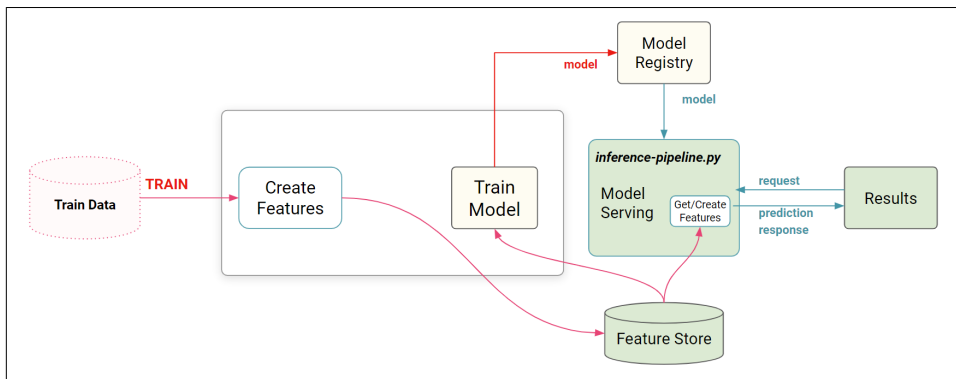 Model
Registry
model
model
inference-pipeline.py
TRAIN
Train Data
Create
Features
Train
Model
Model
Serving
Get/Create
Features
request
prediction
response
Results
Feature Store